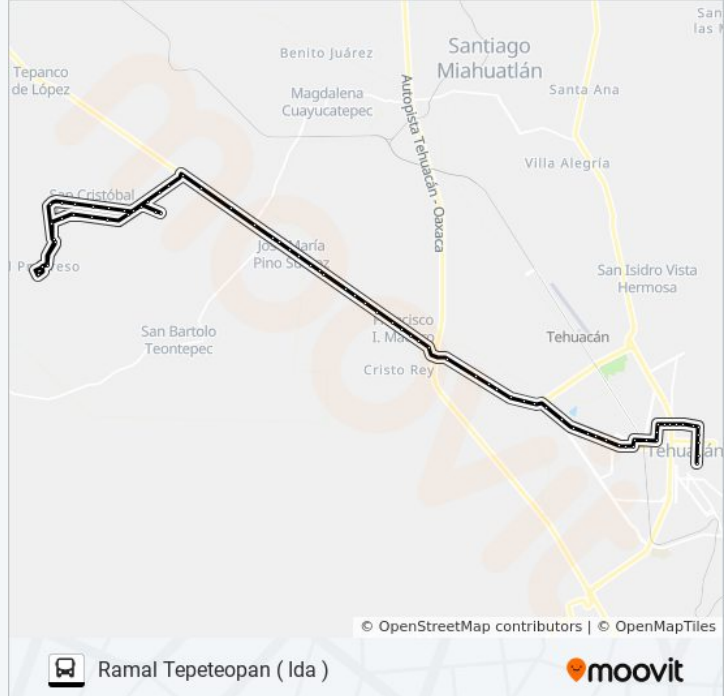 San
las M
Benito Juárez
Santiago
Miahuatlán
Tepanco
de López
Magdalena
Cuayucatepec
Santa Ana
Autopista Tehuacán - Oaxaca
Villa Alegría
San Cristóbal
José María
Pino Suárez
l Progreso
San Isidro Vista
Hermosa
Francisco
I. Madero
San Bartolo
Teontepec
Tehuacán
Cristo Rey
Tehuacán
moovit
© OpenStreetMap contributors | © OpenMapTiles
Ramal Tepeteopan ( Ida )
moovit